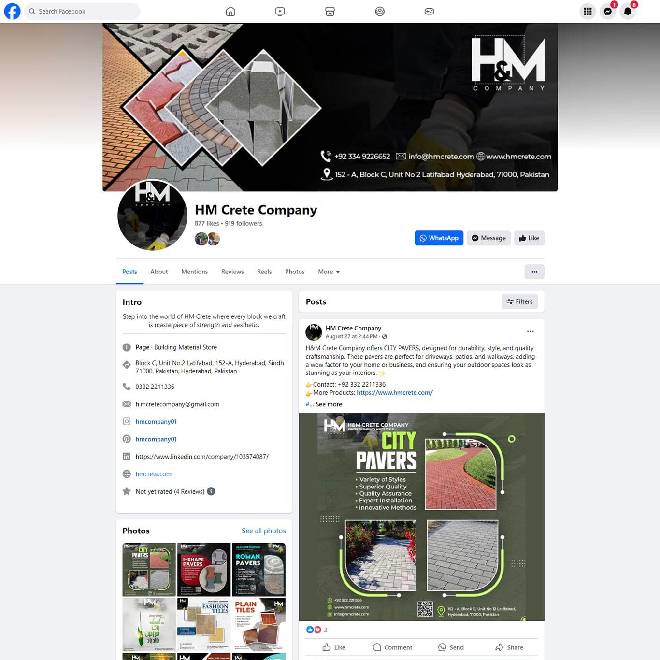 Search Facebook
H&M
COMPANY
+92 334 9226652 info@hmcrete.com www.hmcrete.com
152 - A, Block C, Unit No 2 Latifabad Hyderabad, 71000, Pakistan
HM Crete Company
877 likes • 919 followers
WhatsApp
Message
Like
Posts
About
Mentions
Reviews
Reels
Photos
More
Intro
Step into the world of HM Crete where every block we craft
is create piece of strength and aesthetic.
Page · Building Material Store
Block C, Unit No.2 Latifabad, 152-A, Hyderabad, Sindh
71000, Pakistan, Hyderabad, Pakistan
0332 2211336
hmcretecompany@gmail.com
hmcompany01
hmcompany01
hmcrete.com
Not yet rated (4 Reviews)
Photos
See all photos
CITY
PAVERS
I-SHAPE
PAVERS
ROMAN
PAVERS
FASHION
TILES
PLAIN
TILES
Posts
Filters
HM Crete Company
August 27 at 2:44 PM
H&M Crete Company offers CITY PAVERS, designed for durability, style, and quality
craftsmanship. These pavers are perfect for driveways, patios, and walkways, adding
a wow factor to your home or business, and ensuring your outdoor spaces look as
stunning as your interiors.
Contact: +92 332 2211336
More Products: https://www.hmcrete.com/
#... See more
HM H&M CRETE COMPANY
CITY
PAVERS
• Variety of Styles
• Superior Quality
• Quality Assurance
• Expert Installation
• Innovative Methods
+92 332 2211336
www.hmcrete.com
info@hmcrete.com
152 - A, Block C, Unit No 12 Latifabad,
Hyderabad, 71000, Pakistan
Like
Comment
Send
Share